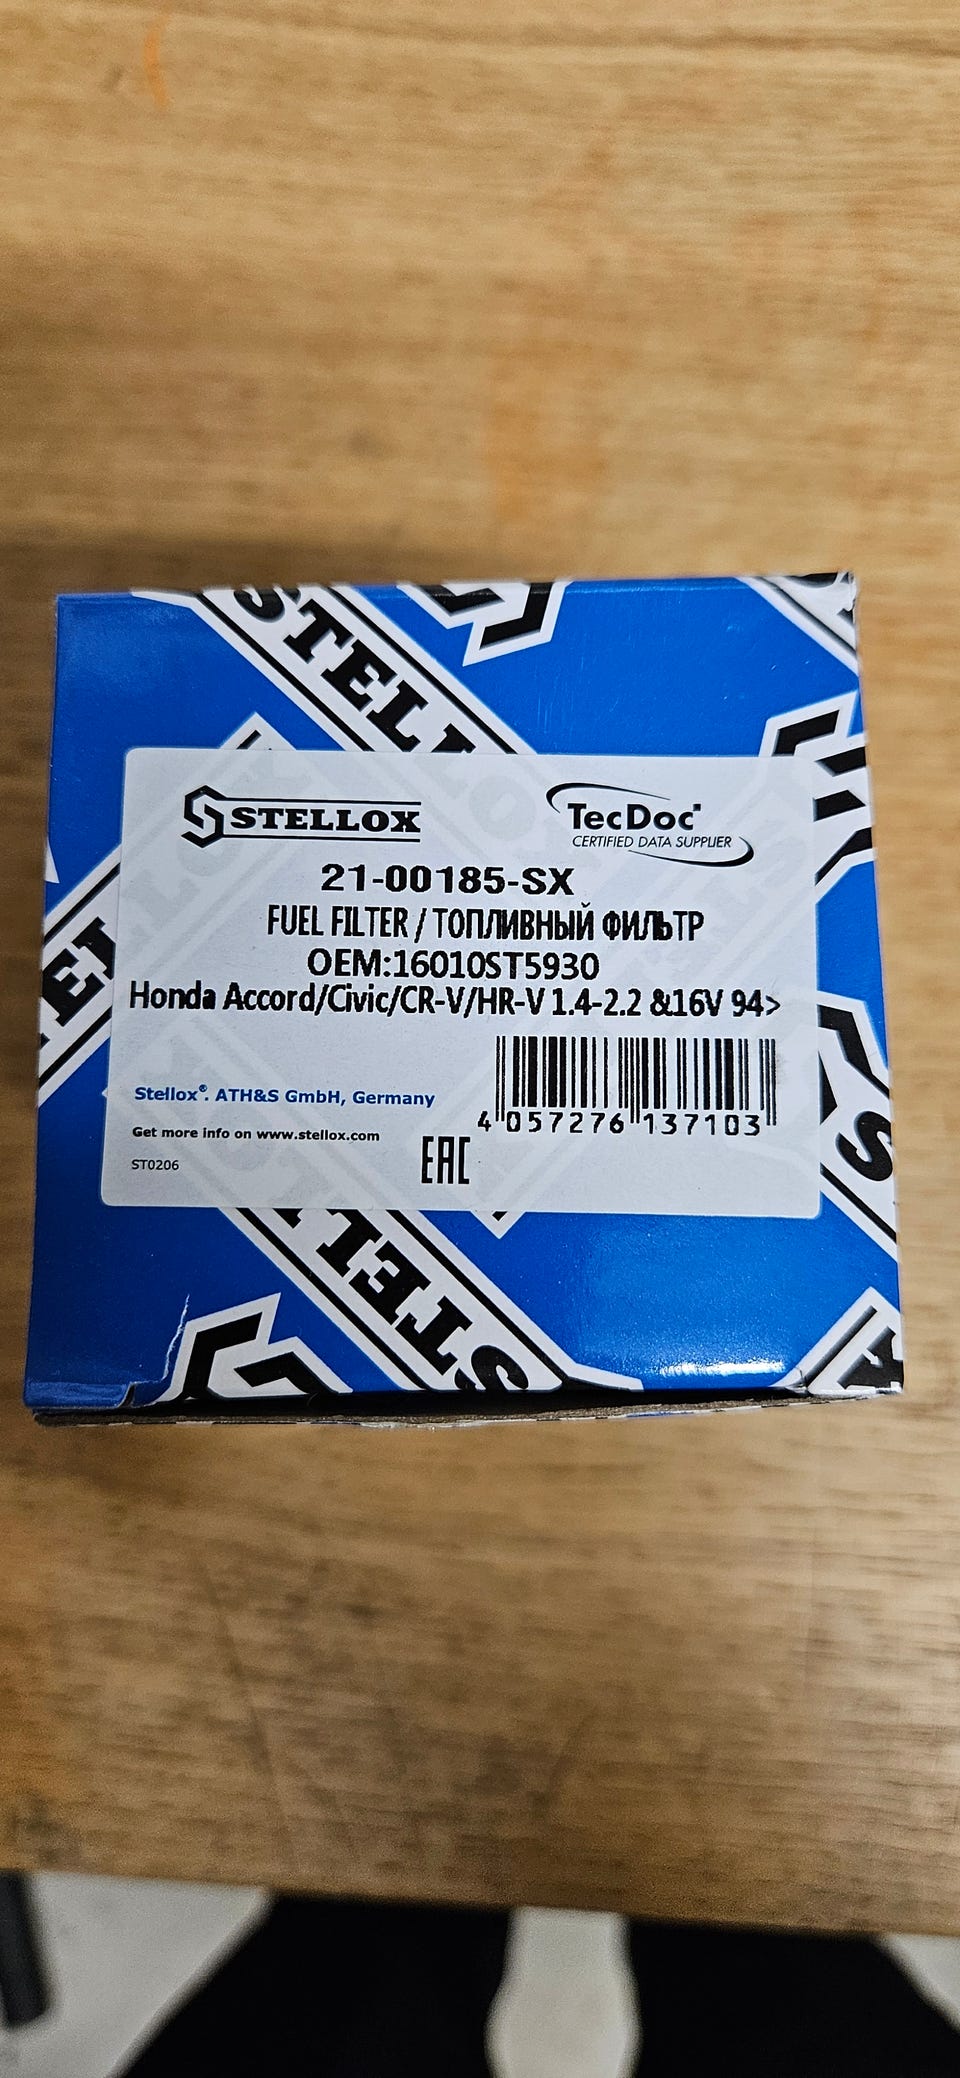 STELLOX
STELLOX
TecDoc
CERTIFIED DATA SUPPLIER
21-00185-SX
FUEL FILTER / ТОПЛИВНЫЙ ФИЛЬТР
OEM:16010ST5930
Honda Accord/Civic/CR-V/HR-V 1.4-2.2 &16V 94>
Stellox®. ATH&S GmbH, Germany
4 057276 137103
Get more info on www.stellox.com
EAC
ST0206
STEL